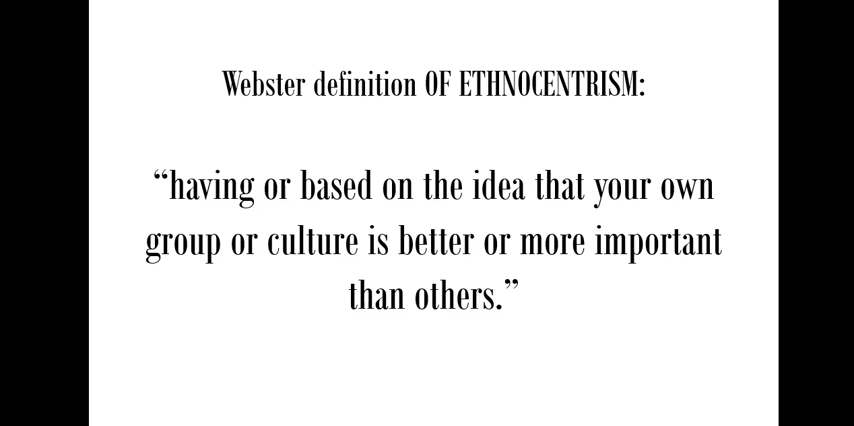 Webster definition OF ETHNOCENTRISM:
“having or based on the idea that your own
group or culture is better or more important
than others.”